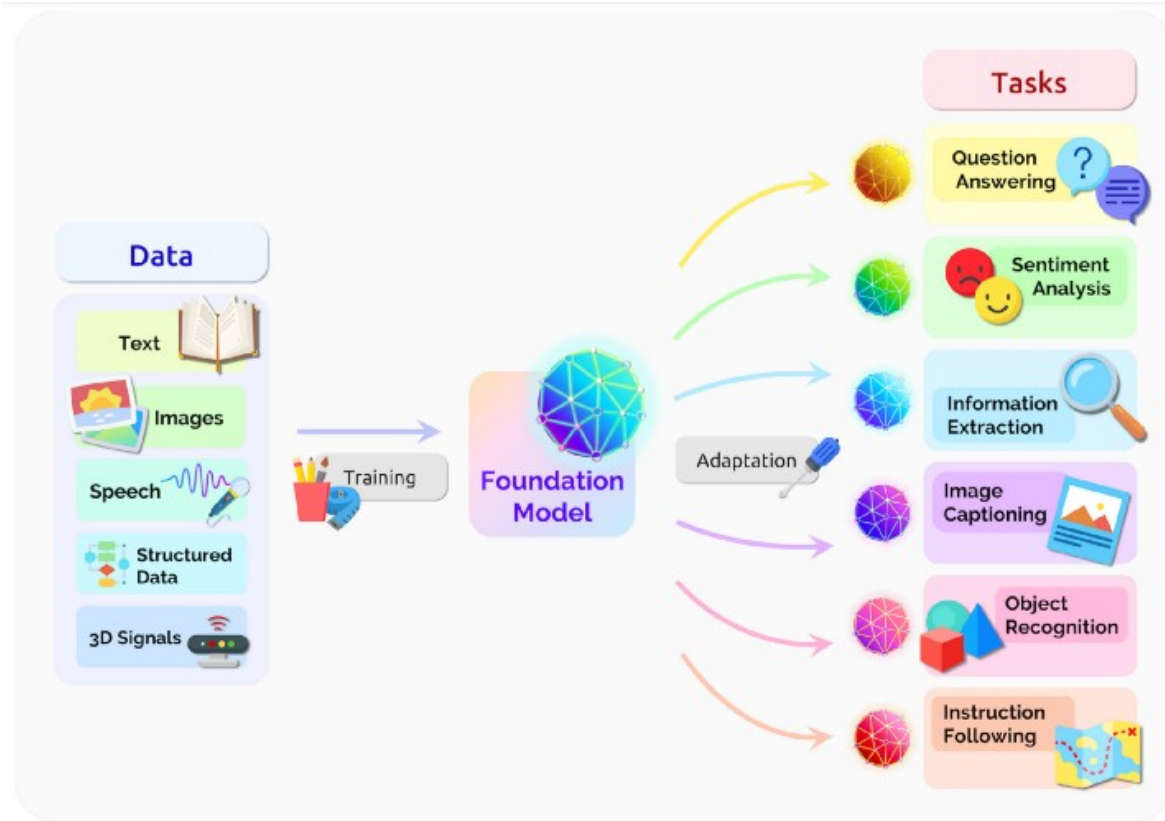 Data
Text
Images
Speech
Structured
Data
3D Signals
Training
Foundation
Model
Adaptation
Tasks
Question
Answering
?
Sentiment
Analysis
Information
Extraction
Image
Captioning
Object
Recognition
Instruction
Following